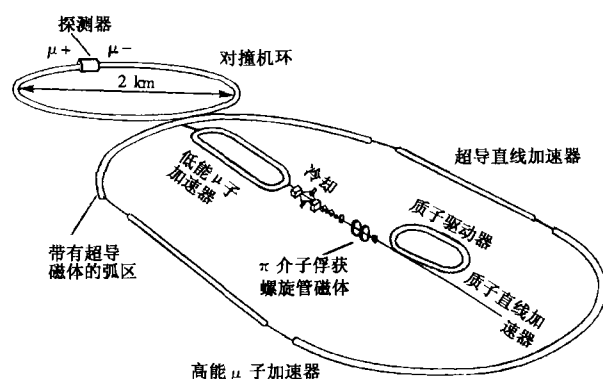 探测器
μ+ μ-
对撞机环
2 km
超导直线加速器
低能μ子
加速器
冷却
质子驱动器
带有超导
磁体的弧区
π介子俘获
螺旋管磁体
质子直线加
速器
高能μ子加速器